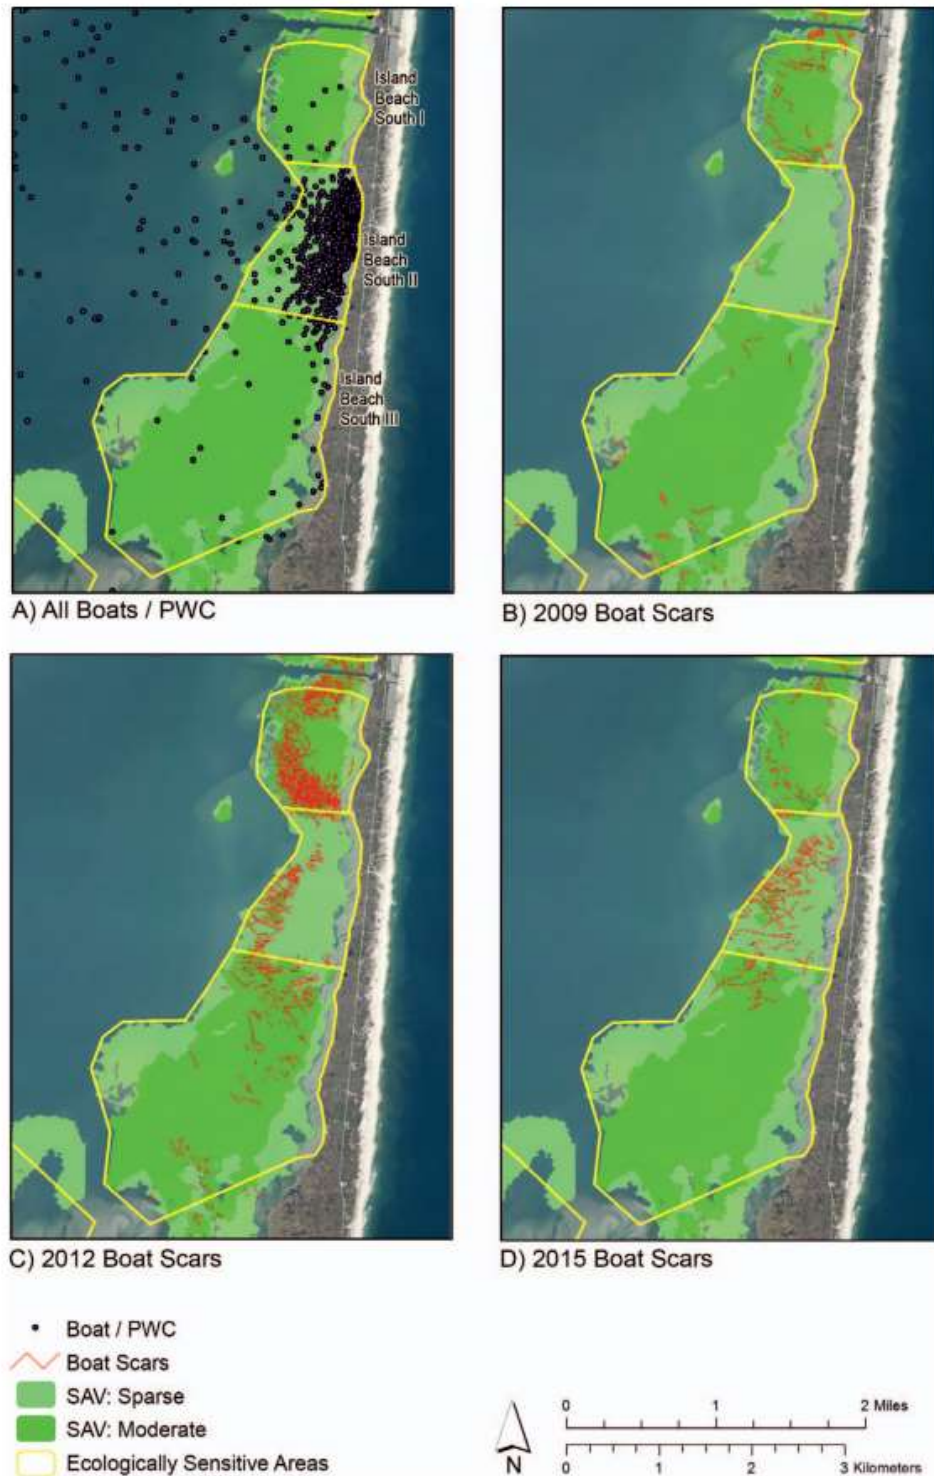 Island
Beach
South I
Island
Beach
South II
Island
Beach
South III
A) All Boats / PWC
B) 2009 Boat Scars
C) 2012 Boat Scars
D) 2015 Boat Scars
Boat / PWC
Boat Scars
SAV: Sparse
SAV: Moderate
Ecologically Sensitive Areas
N
0 1 2 Miles
0 1 2 3 Kilometers